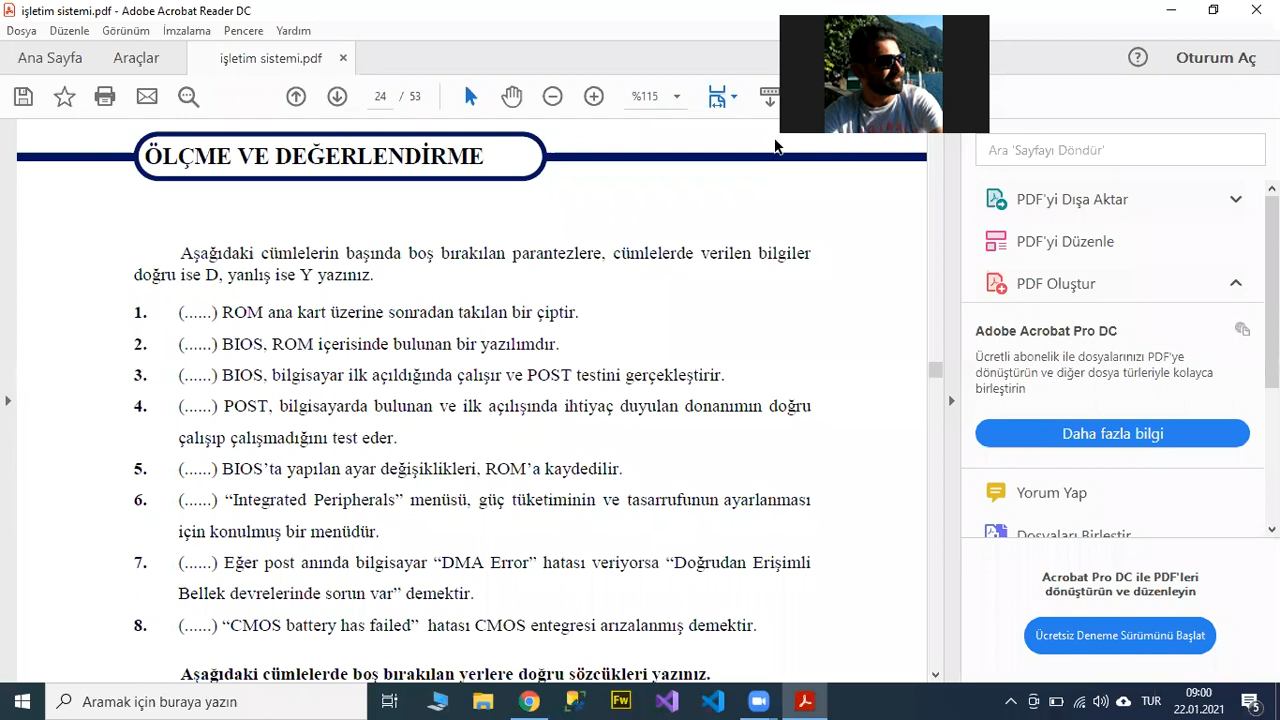 işletim sistemi.pdf - Adobe Acrobat Reader DC
Dosya Düzenle Görünüm İmzalama Pencere Yardım
Ana Sayfa Araçlar işletim sistemi.pdf × Oturum Aç
24 / 53 %115
ÖLÇME VE DEĞERLENDİRME
Aşağıdaki cümlelerin başında boş bırakılan parantezlere, cümlelerde verilen bilgiler
doğru ise D, yanlış ise Y yazınız.
1. (......) ROM ana kart üzerine sonradan takılan bir çiptir.
2. (......) BIOS, ROM içerisinde bulunan bir yazılımdır.
3. (......) BIOS, bilgisayar ilk açıldığında çalışır ve POST testini gerçekleştirir.
4. (......) POST, bilgisayarda bulunan ve ilk açılışında ihtiyaç duyulan donanımın doğru
çalışıp çalışmadığını test eder.
5. (......) BIOS’ta yapılan ayar değişiklikleri, ROM’a kaydedilir.
6. (......) “Integrated Peripherals” menüsü, güç tüketiminin ve tasarrufunun ayarlanması
için konulmuş bir menüdür.
7. (......) Eğer post anında bilgisayar “DMA Error” hatası veriyorsa “Doğrudan Erişimli
Bellek devrelerinde sorun var” demektir.
8. (......) “CMOS battery has failed” hatası CMOS entegresi arızalanmış demektir.
Aşağıdaki cümlelerde boş bırakılan yerlere doğru sözcükleri yazınız.
Ara 'Sayfayı Döndür'
PDF'yi Dışa Aktar
PDF'yi Düzenle
PDF Oluştur
Adobe Acrobat Pro DC
Ücretli abonelik ile dosyalarınızı PDF'ye
dönüştürün ve diğer dosya türleriyle kolayca
birleştirin
Daha fazla bilgi
Yorum Yap
Dosyaları Birleştir
Acrobat Pro DC ile PDF'leri
dönüştürün ve düzenleyin
Ücretsiz Deneme Sürümünü Başlat
Aramak için buraya yazın
Fw
TUR
09:00
22.01.2021
5